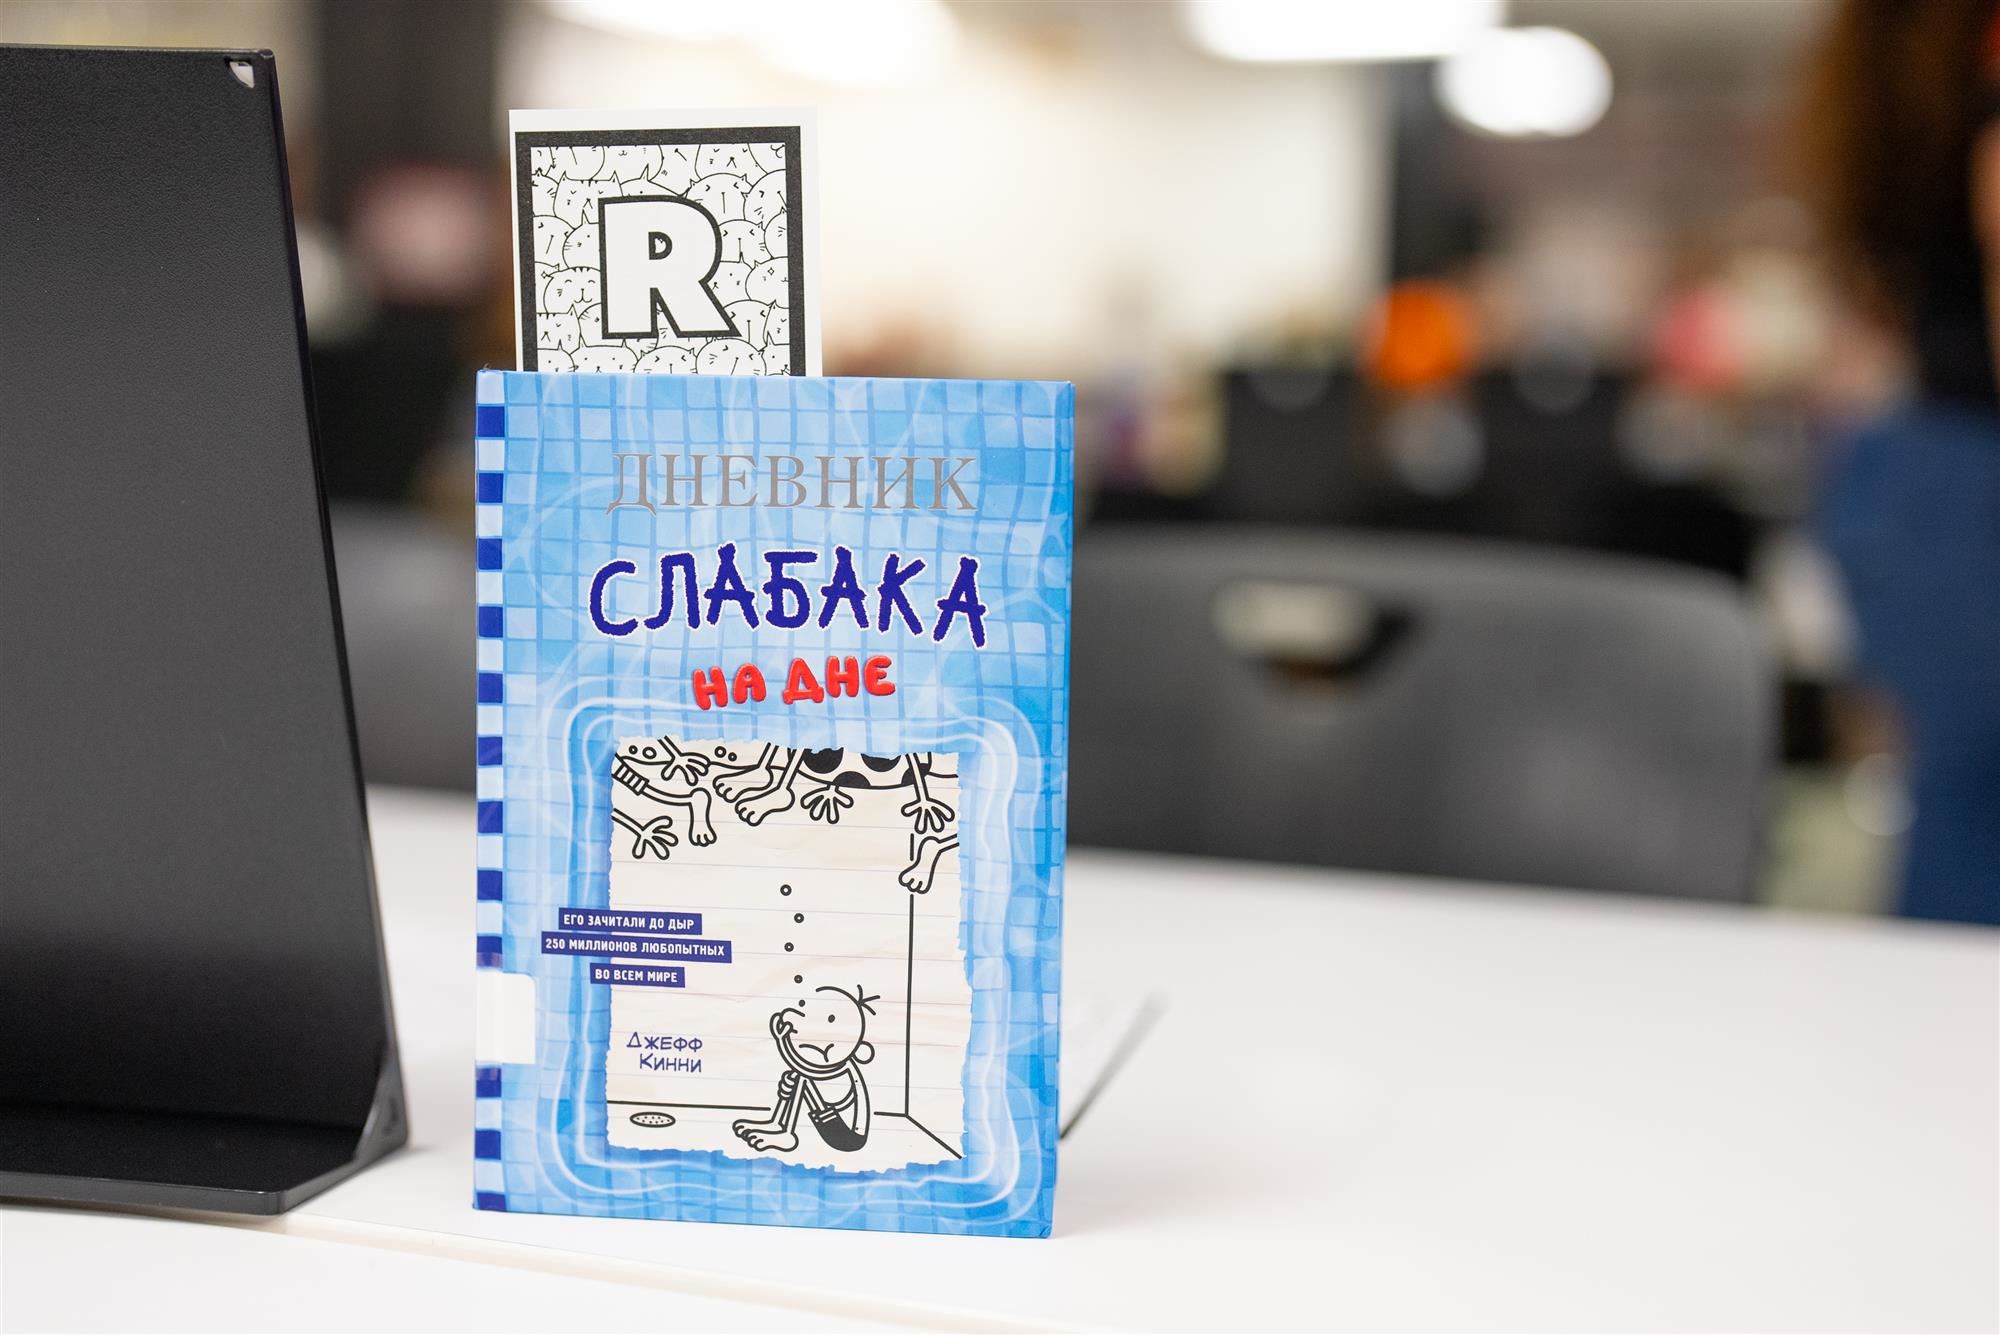 R
ДНЕВНИК
СЛАБАКА
НА ДНЕ
ЕГО ЗАЧИТАЛИ ДО ДЫР
250 МИЛЛИОНОВ ЛЮБОПЫТНЫХ
ВО ВСЕМ МИРЕ
ДЖЕФФ
КИННИ